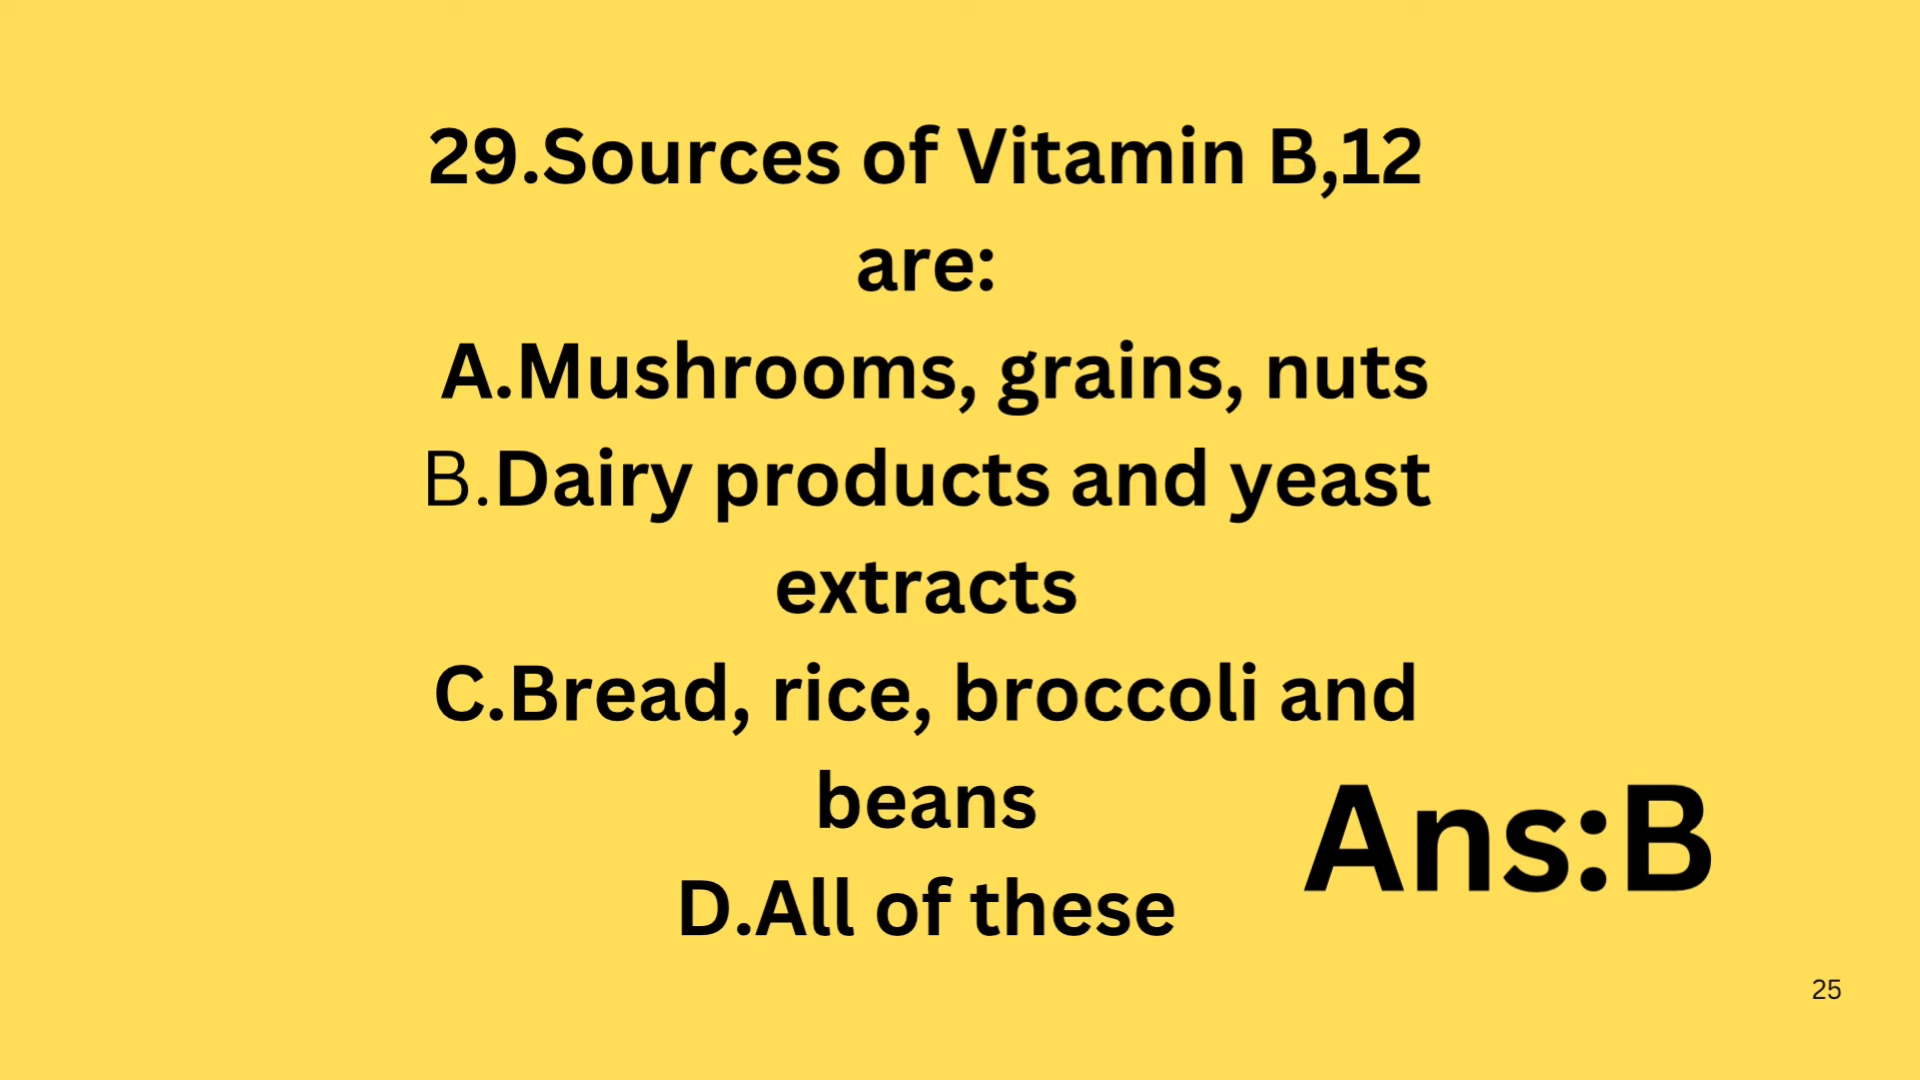 29.Sources of Vitamin B,12
are:
A.Mushrooms, grains, nuts
B.Dairy products and yeast
extracts
C.Bread, rice, broccoli and
beans
D.All of these
Ans:B
25